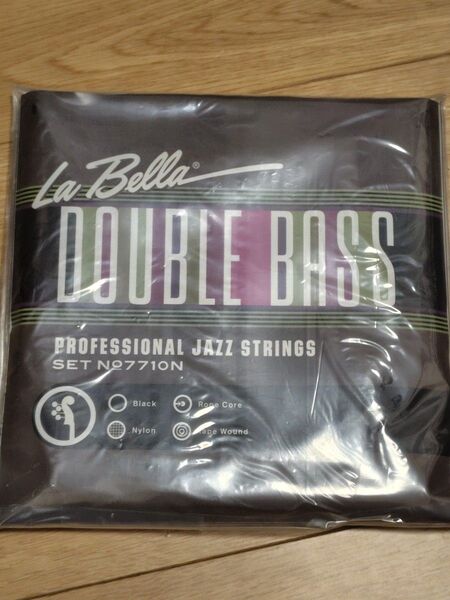 La Bella®
DOUBLE BASS
PROFESSIONAL JAZZ STRINGS
SET Nº7710N
Black
Rope Core
Nylon
Tape Wound